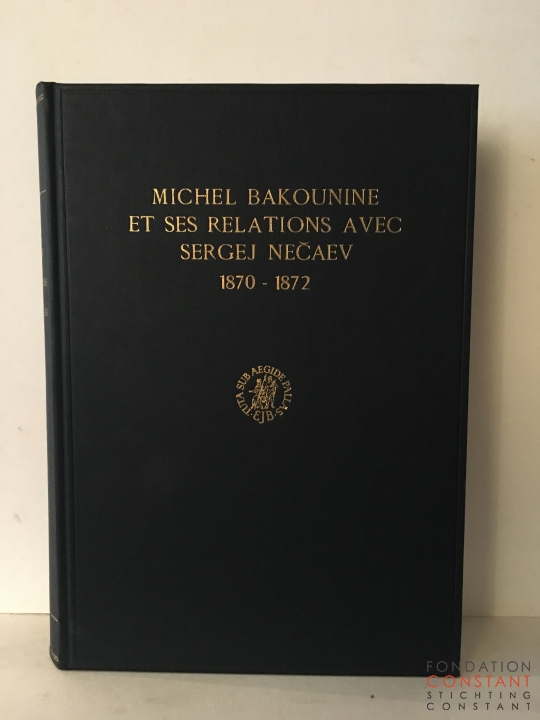 MICHEL BAKOUNINE
ET SES RELATIONS AVEC
SERGEJ NEČAEV
1870 - 1872
TUTA SUB AEGIDE PALLAS
· EJB ·
FONDATION
CONSTANT
STICHTING
CONSTANT